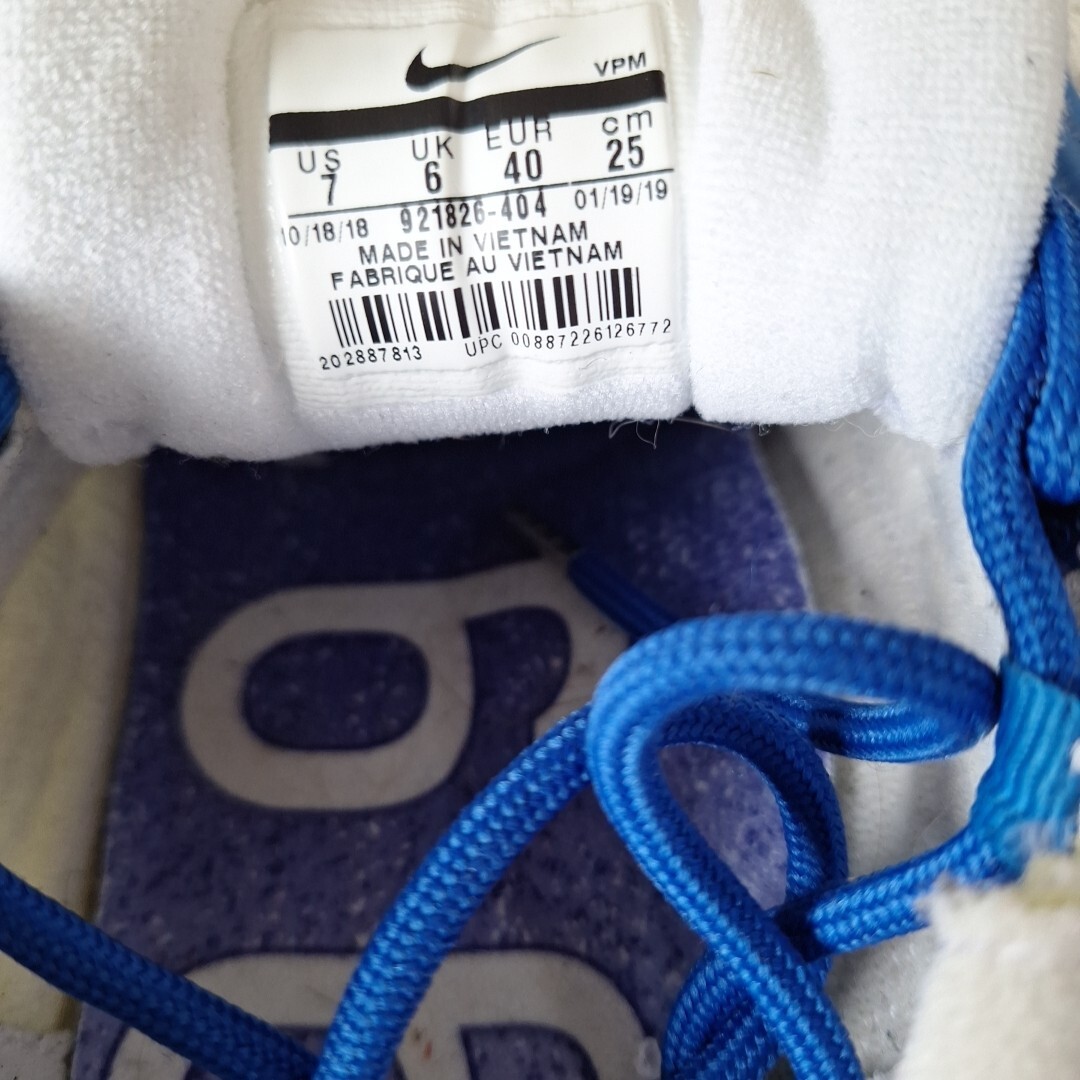 VPM
US UK EUR cm
7 6 40 25
10/18/18 921826-404 01/19/19
MADE IN VIETNAM
FABRIQUE AU VIETNAM
202887813 UPC 00887226126772